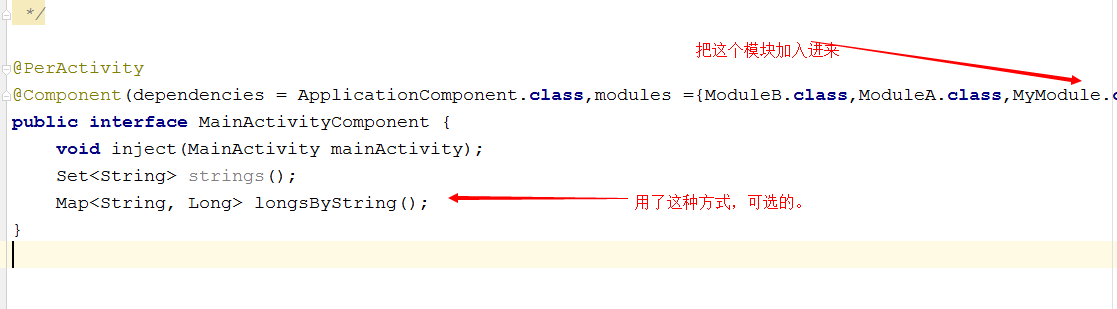 */
把这个模块加入进来
@PerActivity
@Component(dependencies = ApplicationComponent.class,modules ={ModuleB.class,ModuleA.class,MyModule.c
public interface MainActivityComponent {
void inject(MainActivity mainActivity);
Set<String> strings();
Map<String, Long> longsByString();
用了这种方式，可选的。
}